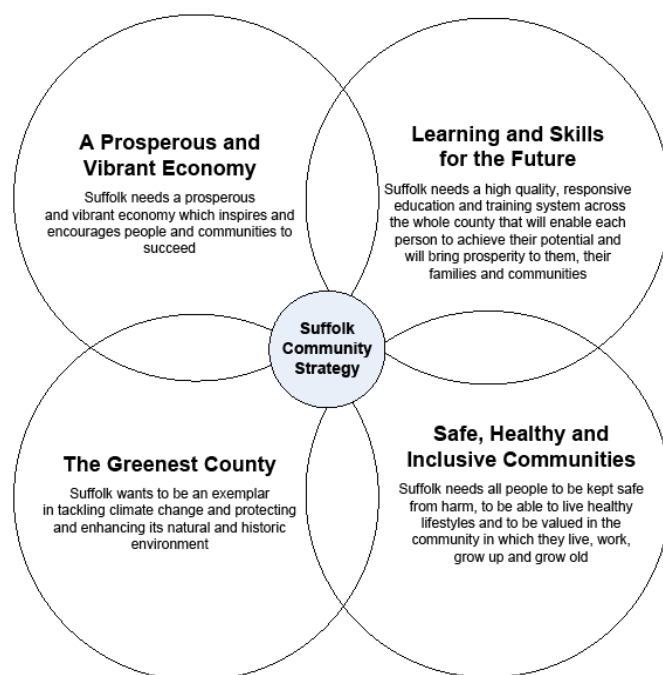 A Prosperous and
Vibrant Economy
Suffolk needs a prosperous
and vibrant economy which inspires and
encourages people and communities to
succeed
Learning and Skills
for the Future
Suffolk needs a high quality, responsive
education and training system across
the whole county that will enable each
person to achieve their potential and
will bring prosperity to them, their
families and communities
Suffolk
Community
Strategy
The Greenest County
Suffolk wants to be an exemplar
in tackling climate change and protecting
and enhancing its natural and historic
environment
Safe, Healthy and
Inclusive Communities
Suffolk needs all people to be kept safe
from harm, to be able to live healthy
lifestyles and to be valued in the
community in which they live, work,
grow up and grow old